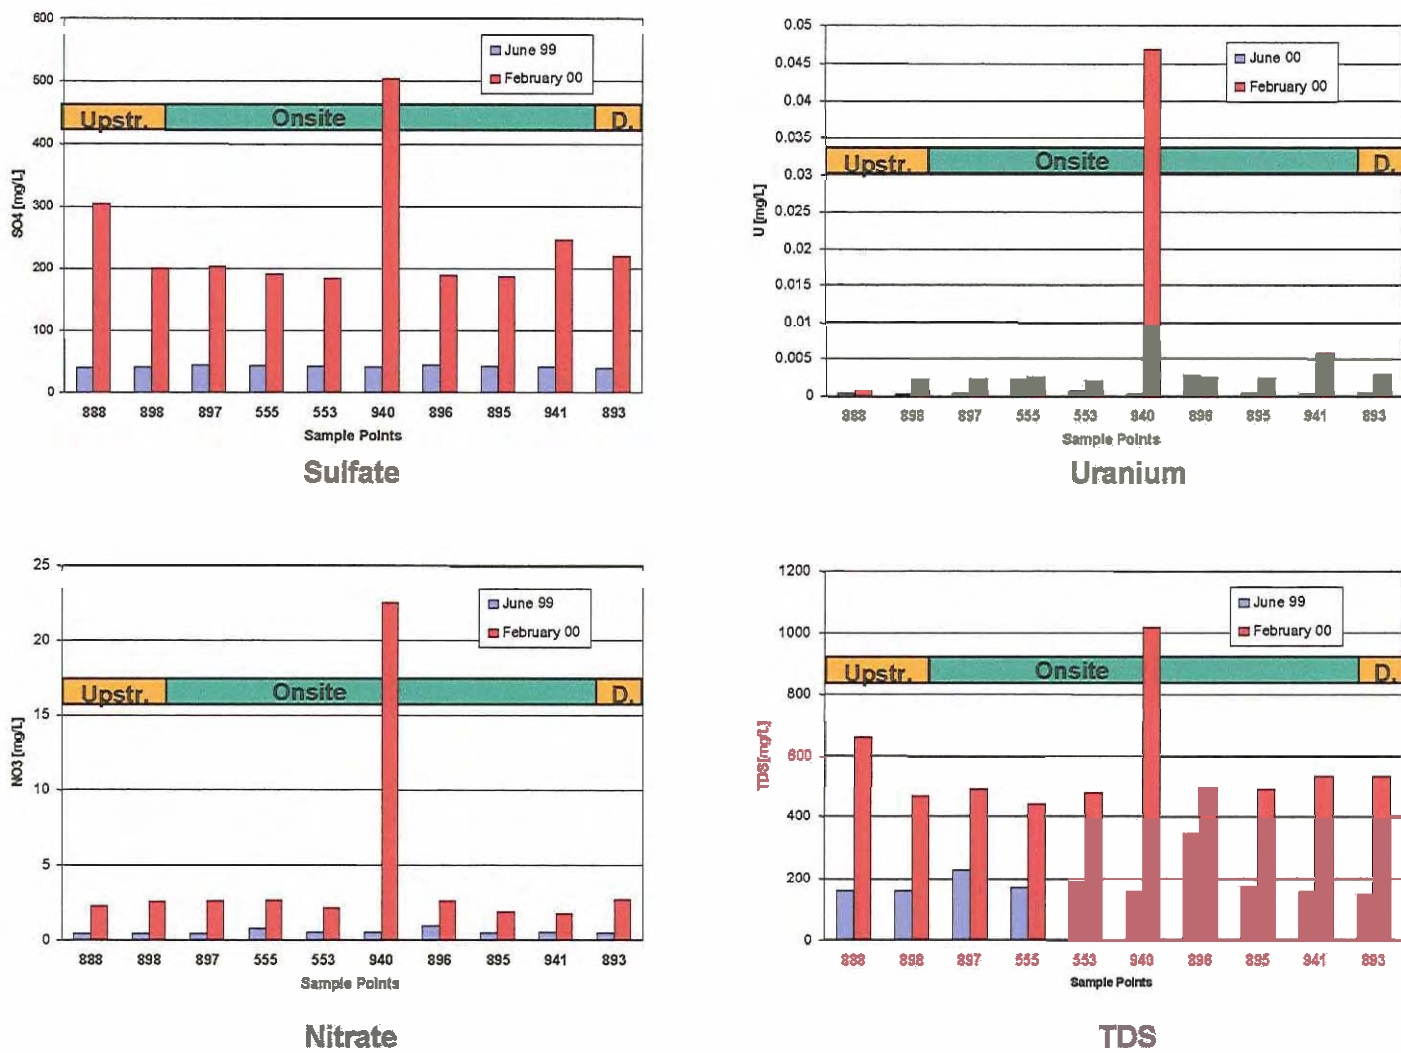 600
500
400
300
200
100
0
SO4 [mg/L]
June 99
February 00
Upstr.
Onsite
D.
888 898 897 555 553 940 896 895 941 893
Sample Points
Sulfate
0.05
0.045
0.04
0.035
0.03
0.025
0.02
0.015
0.01
0.005
0
U [mg/L]
June 00
February 00
Upstr.
Onsite
D.
888 898 897 555 553 940 896 895 941 893
Sample Points
Uranium
25
20
15
10
5
0
NO3 [mg/L]
June 99
February 00
Upstr.
Onsite
D.
888 898 897 555 553 940 896 895 941 893
Sample Points
Nitrate
1200
1000
800
600
400
200
0
TDS[mg/L]
June 99
February 00
Upstr.
Onsite
D.
888 898 897 555 553 940 896 895 941 893
Sample Points
TDS